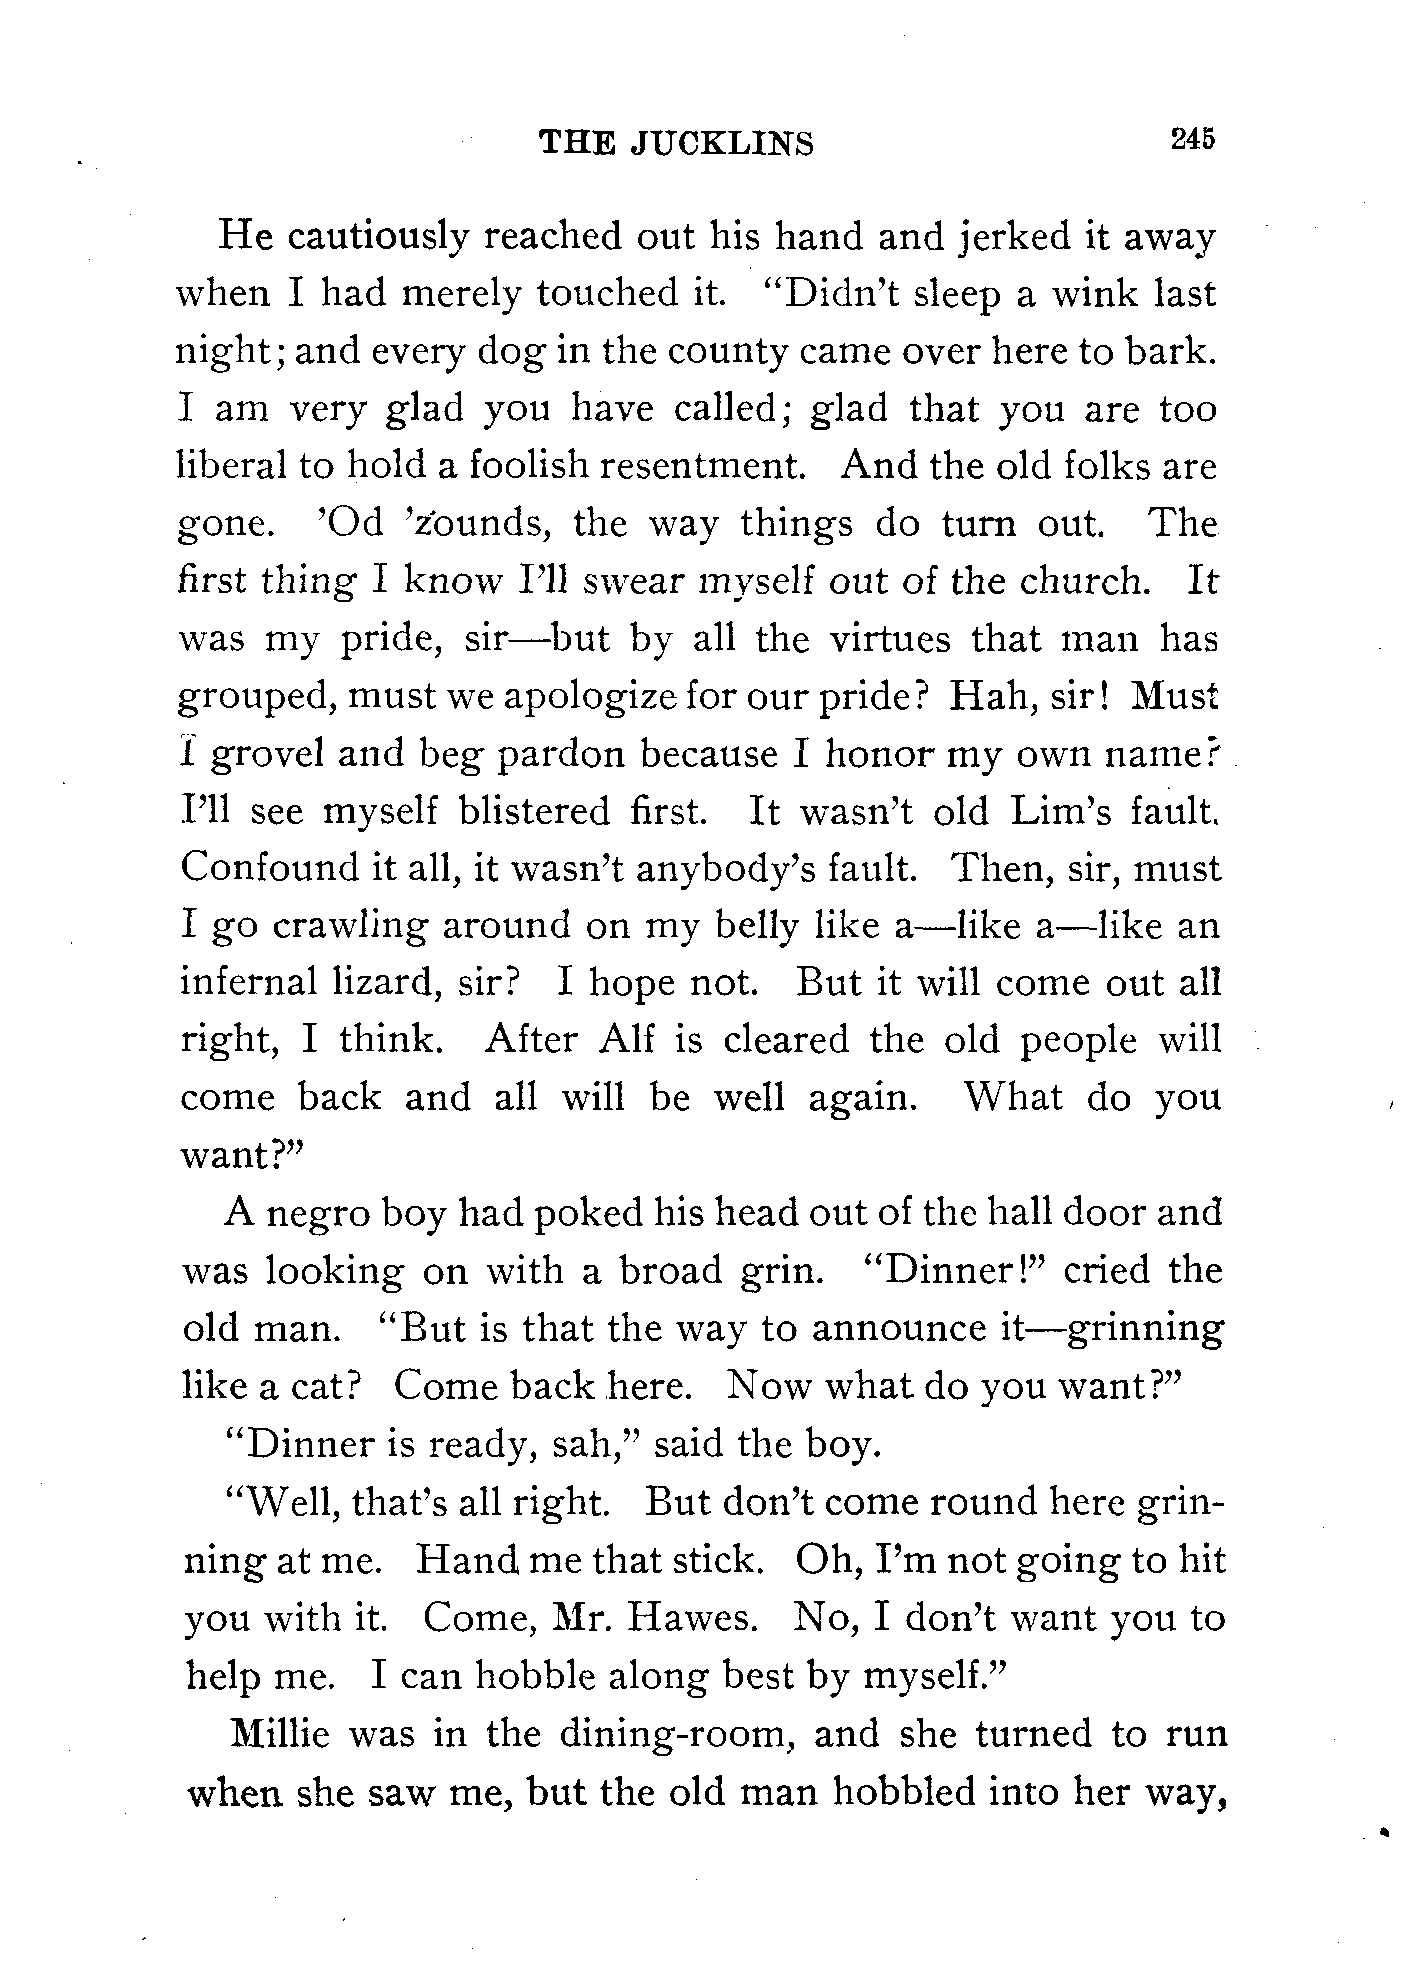 THE JUCKLINS 245
He cautiously reached out his hand and jerked it away
when I had merely touched it. “Didn’t sleep a wink last
night; and every dog in the county came over here to bark.
I am very glad you have called; glad that you are too
liberal to hold a foolish resentment. And the old folks are
gone. ’Od ’zounds, the way things do turn out. The
first thing I know I’ll swear myself out of the church. It
was my pride, sir—but by all the virtues that man has
grouped, must we apologize for our pride? Hah, sir! Must
I grovel and beg pardon because I honor my own name?
I’ll see myself blistered first. It wasn’t old Lim’s fault.
Confound it all, it wasn’t anybody’s fault. Then, sir, must
I go crawling around on my belly like a—like a—like an
infernal lizard, sir? I hope not. But it will come out all
right, I think. After Alf is cleared the old people will
come back and all will be well again. What do you
want?”
A negro boy had poked his head out of the hall door and
was looking on with a broad grin. “Dinner!” cried the
old man. “But is that the way to announce it—grinning
like a cat? Come back here. Now what do you want?”
“Dinner is ready, sah,” said the boy.
“Well, that’s all right. But don’t come round here grin-
ning at me. Hand me that stick. Oh, I’m not going to hit
you with it. Come, Mr. Hawes. No, I don’t want you to
help me. I can hobble along best by myself.”
Millie was in the dining-room, and she turned to run
when she saw me, but the old man hobbled into her way,